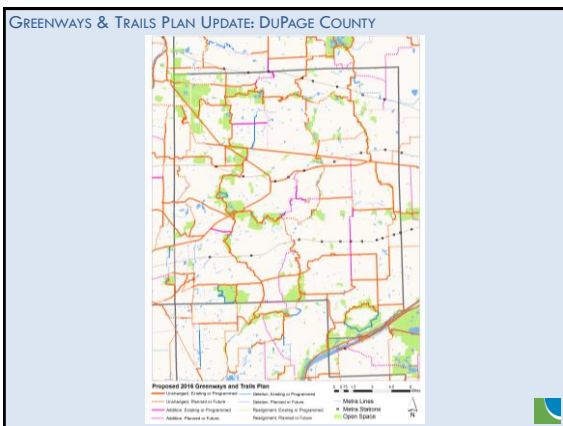 GREENWAYS & TRAILS PLAN UPDATE: DUPAGE COUNTY
Proposed 2016 Greenways and Trails Plan
Unchanged, Existing or Programmed
Unchanged, Planned or Future
Addition, Existing or Programmed
Addition, Planned or Future
Deletion, Existing or Programmed
Deletion, Planned or Future
Realignment, Existing or Programmed
Realignment, Planned or Future
Metra Lines
Metra Stations
Open Space
N